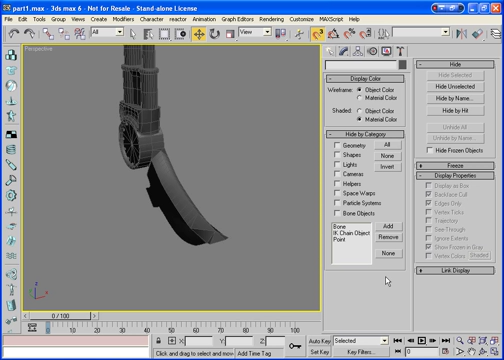 part1.max - 3ds max 6 - Not for Resale - Stand-alone License
File Edit Tools Group Views Create Modifiers Character reactor Animation Graph Editors Rendering Customize MAXScript Help
All
View
Perspective
Display Color
Wireframe: Object Color
Material Color
Shaded: Object Color
Material Color
Hide by Category
Geometry All
Shapes None
Lights Invert
Cameras
Helpers
Space Warps
Particle Systems
Bone Objects
Bone Add
IK Chain Object
Point Remove
None
Hide
Hide Selected
Hide Unselected
Hide by Name...
Hide by Hit
Unhide All
Unhide by Name...
Hide Frozen Objects
Freeze
Display Properties
Display as Box
Backface Cull
Edges Only
Vertex Ticks
Trajectory
See-Through
Ignore Extents
Show Frozen in Gray
Vertex Colors Shaded
Link Display
0 / 100
X: Y: Z:
Click and drag to select and mov
Add Time Tag
Auto Key Selected
Set Key Key Filters... 0